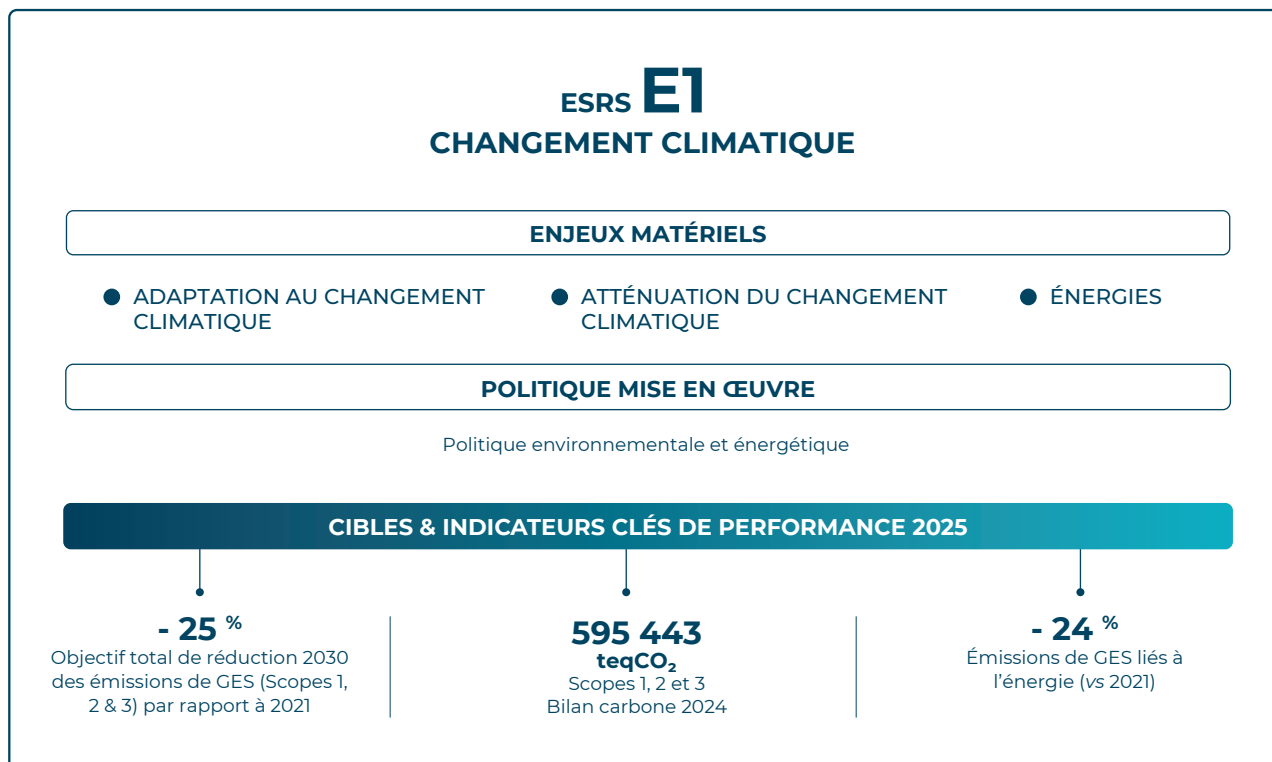 ESRS E1
CHANGEMENT CLIMATIQUE
ENJEUX MATÉRIELS
● ADAPTATION AU CHANGEMENT
CLIMATIQUE
● ATTÉNUATION DU CHANGEMENT
CLIMATIQUE
● ÉNERGIES
POLITIQUE MISE EN ŒUVRE
Politique environnementale et énergétique
CIBLES & INDICATEURS CLÉS DE PERFORMANCE 2025
- 25 %
Objectif total de réduction 2030
des émissions de GES (Scopes 1,
2 & 3) par rapport à 2021
595 443
teqCO₂
Scopes 1, 2 et 3
Bilan carbone 2024
- 24 %
Émissions de GES liés à
l'énergie (vs 2021)